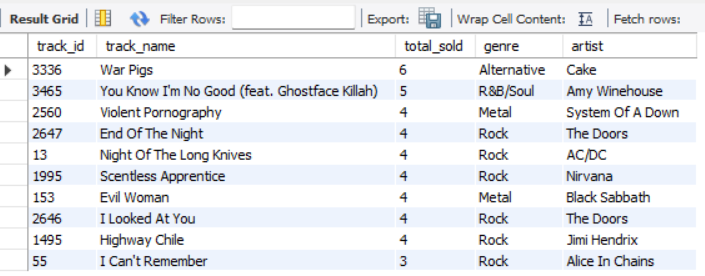 Result Grid Filter Rows: Export: Wrap Cell Content: IA Fetch rows:
track_id track_name total_sold genre artist
3336 War Pigs 6 Alternative Cake
3465 You Know I'm No Good (feat. Ghostface Killah) 5 R&B/Soul Amy Winehouse
2560 Violent Pornography 4 Metal System Of A Down
2647 End Of The Night 4 Rock The Doors
13 Night Of The Long Knives 4 Rock AC/DC
1995 Scentless Apprentice 4 Rock Nirvana
153 Evil Woman 4 Metal Black Sabbath
2646 I Looked At You 4 Rock The Doors
1495 Highway Chile 4 Rock Jimi Hendrix
55 I Can't Remember 3 Rock Alice In Chains